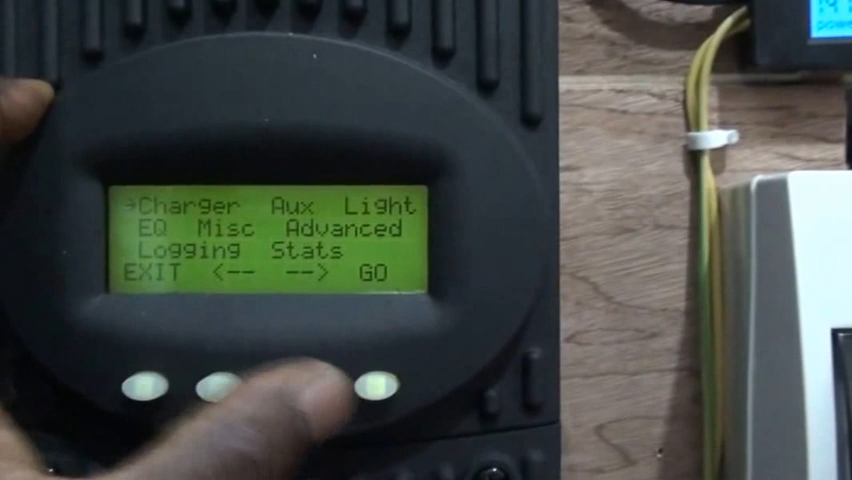 →Charger Aux Light
EQ Misc Advanced
Logging Stats
EXIT <-- --> GO